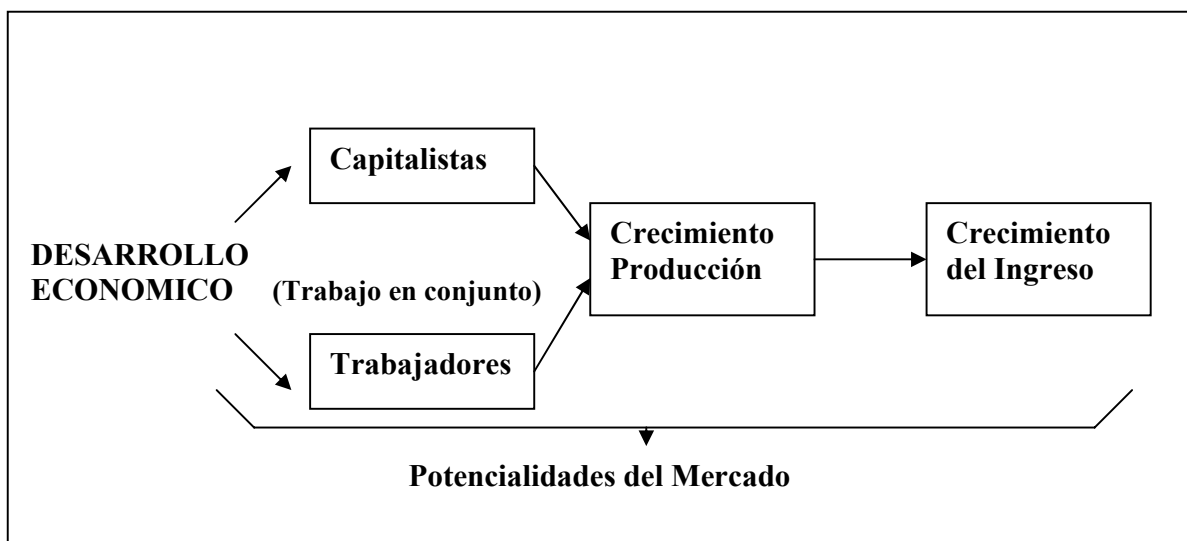 Capitalistas
DESARROLLO
ECONOMICO
(Trabajo en conjunto)
Trabajadores
Crecimiento
Producción
Crecimiento
del Ingreso
Potencialidades del Mercado